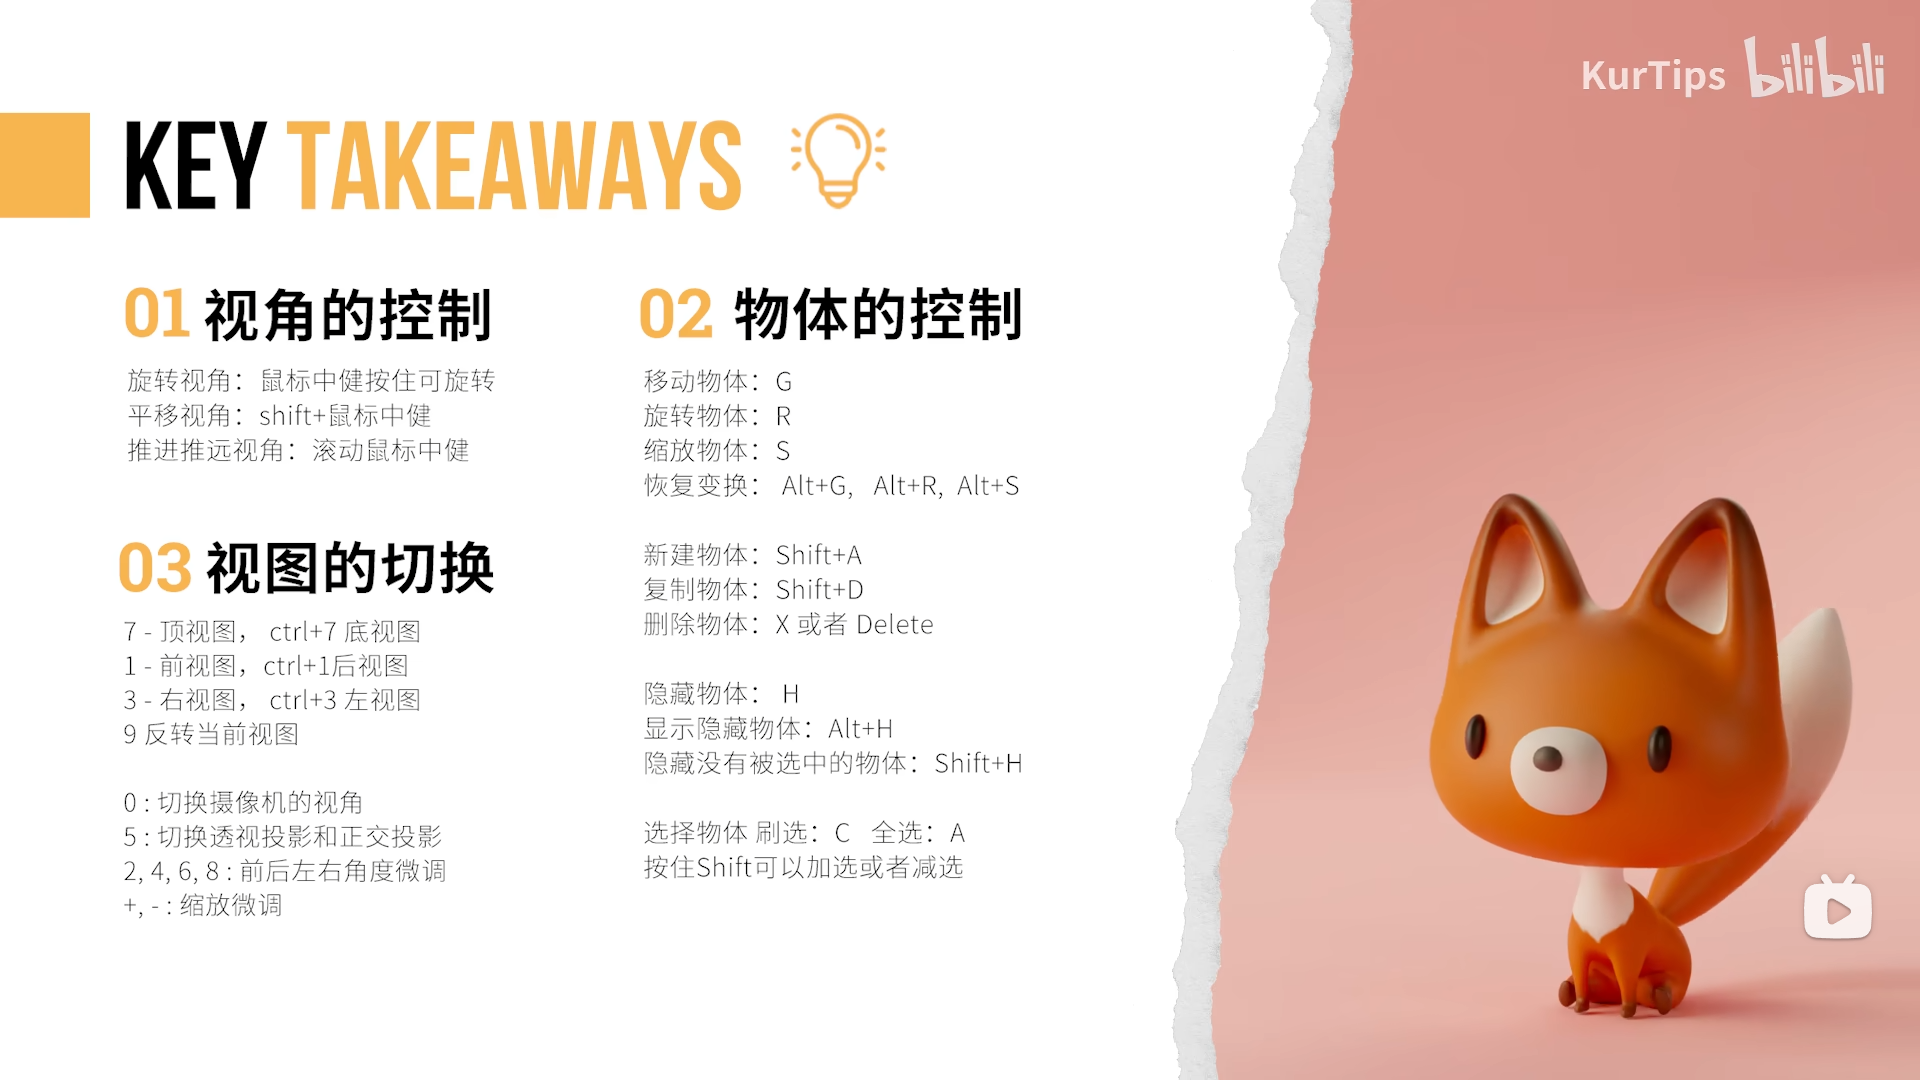 KurTips bilibili
KEY TAKEAWAYS
01 视角的控制
旋转视角：鼠标中健按住可旋转
平移视角：shift+鼠标中健
推进推远视角：滚动鼠标中健
02 物体的控制
移动物体：G
旋转物体：R
缩放物体：S
恢复变换： Alt+G, Alt+R, Alt+S
新建物体：Shift+A
复制物体：Shift+D
删除物体：X 或者 Delete
隐藏物体： H
显示隐藏物体：Alt+H
隐藏没有被选中的物体：Shift+H
选择物体 刷选：C 全选：A
按住Shift可以加选或者减选
03 视图的切换
7 - 顶视图， ctrl+7 底视图
1 - 前视图，ctrl+1后视图
3 - 右视图， ctrl+3 左视图
9 反转当前视图
0 : 切换摄像机的视角
5 : 切换透视投影和正交投影
2, 4, 6, 8 : 前后左右角度微调
+, - : 缩放微调